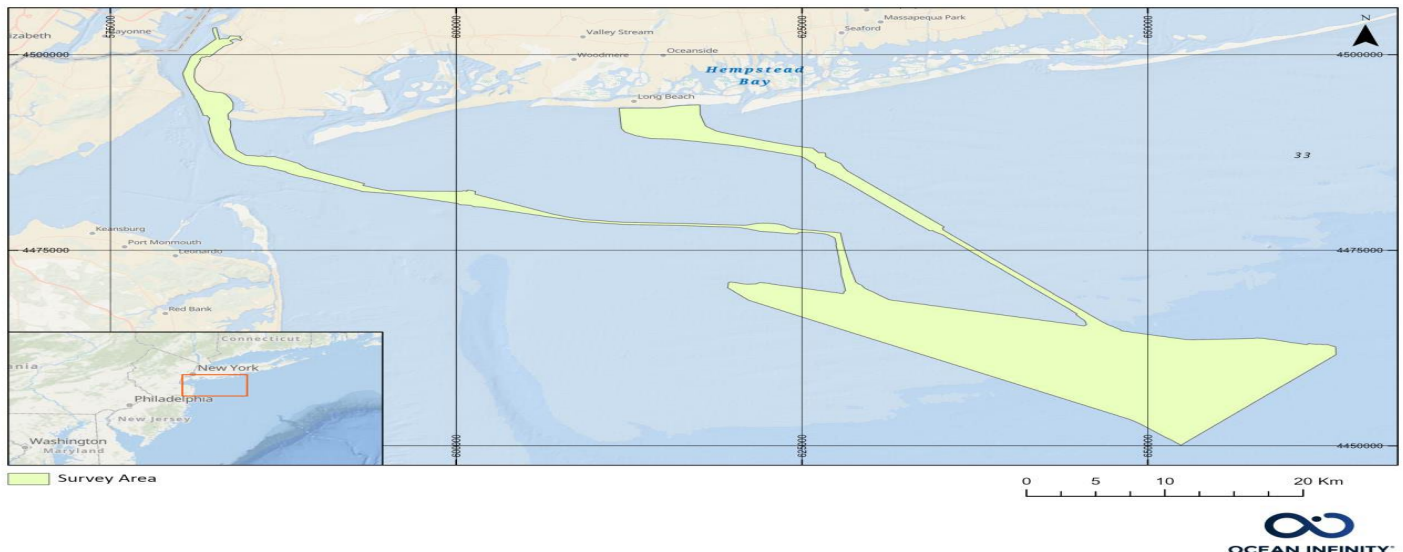 575000
600000
625000
650000
izabeth
Bayonne
Valley Stream
Woodmere
Oceanside
Massapequa Park
Seaford
N
4500000
4500000
Hempstead
Bay
Long Beach
33
Keansburg
Port Monmouth
Leonardo
4475000
4475000
Red Bank
Connecticut
ania
New York
Philadelphia
New Jersey
Washington
Maryland
4450000
600000
625000
650000
Survey Area
0 5 10 20 Km
OCEAN INFINITY